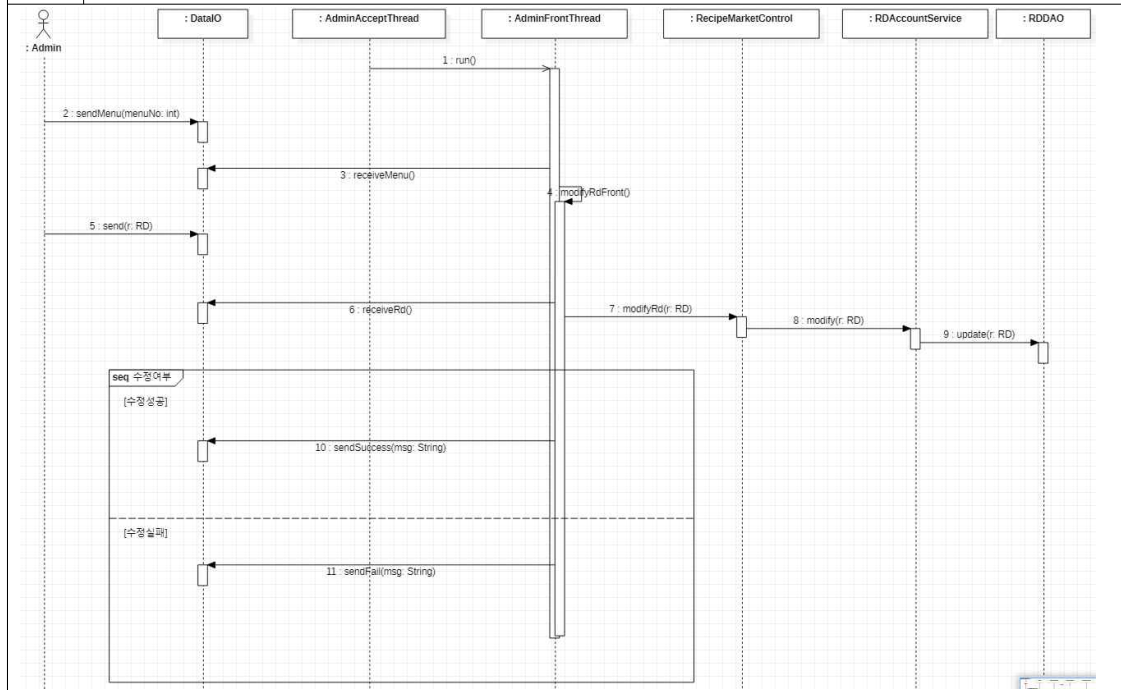 : DataIO
: AdminAcceptThread
: AdminFrontThread
: RecipeMarketControl
: RDAccountService
: RDDAO
: Admin
1 : run()
2 : sendMenu(menuNo: int)
3 : receiveMenu()
4 : modifyRdFront()
5 : send(r: RD)
6 : receiveRd()
7 : modifyRd(r: RD)
8 : modify(r: RD)
9 : update(r: RD)
seq 수정여부
[수정성공]
10 : sendSuccess(msg: String)
[수정실패]
11 : sendFail(msg: String)